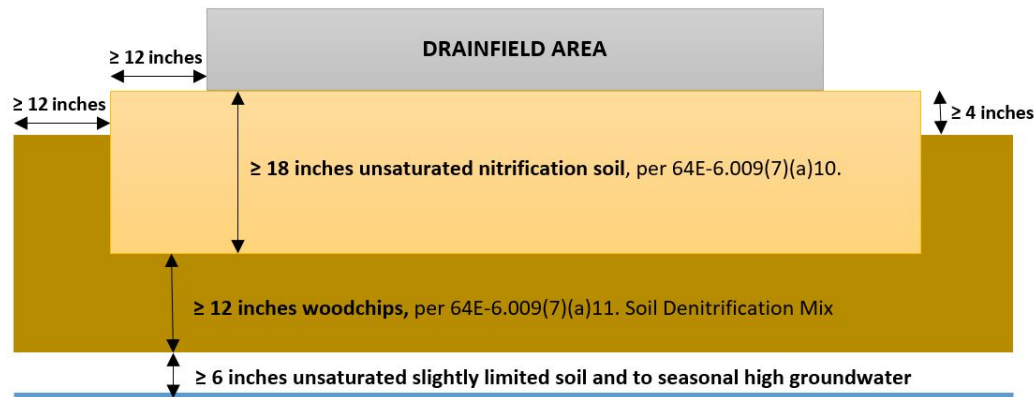 DRAINFIELD AREA
≥ 12 inches
≥ 12 inches
≥ 4 inches
≥ 18 inches unsaturated nitrification soil, per 64E-6.009(7)(a)10.
≥ 12 inches woodchips, per 64E-6.009(7)(a)11. Soil Denitrification Mix
≥ 6 inches unsaturated slightly limited soil and to seasonal high groundwater